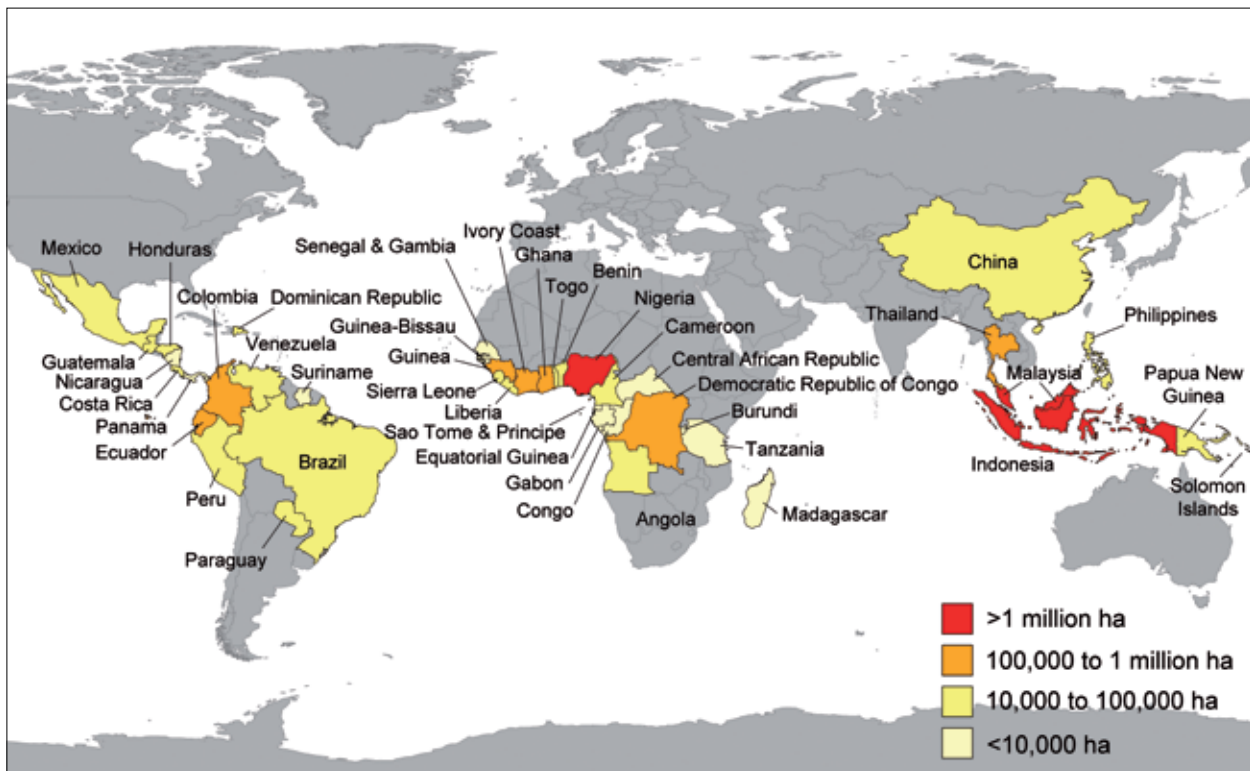 Mexico
Honduras
Colombia
Dominican Republic
Guatemala
Nicaragua
Costa Rica
Panama
Ecuador
Venezuela
Suriname
Brazil
Peru
Paraguay
Senegal & Gambia
Ivory Coast
Ghana
Togo
Benin
Nigeria
Cameroon
Central African Republic
Democratic Republic of Congo
Burundi
Tanzania
Guinea-Bissau
Guinea
Sierra Leone
Liberia
Sao Tome & Principe
Equatorial Guinea
Gabon
Congo
Angola
Madagascar
China
Thailand
Philippines
Malaysia
Papua New
Guinea
Indonesia
Solomon
Islands
>1 million ha
100,000 to 1 million ha
10,000 to 100,000 ha
<10,000 ha